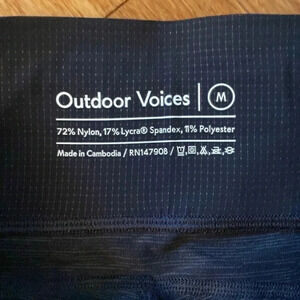 Outdoor Voices | M
72% Nylon, 17% Lycra® Spandex, 11% Polyester
Made in Cambodia / RN147908 /